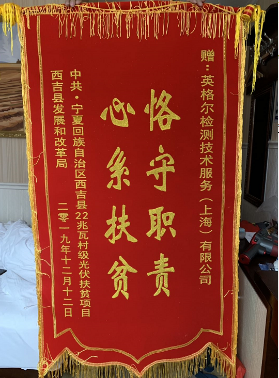 赠：英格尔检测技术服务（上海）有限公司
恪守职责
心系扶贫
中共·宁夏回族自治区西吉县22兆瓦村级光伏扶贫项目
西吉县发展和改革局
二零一九年十二月十二日